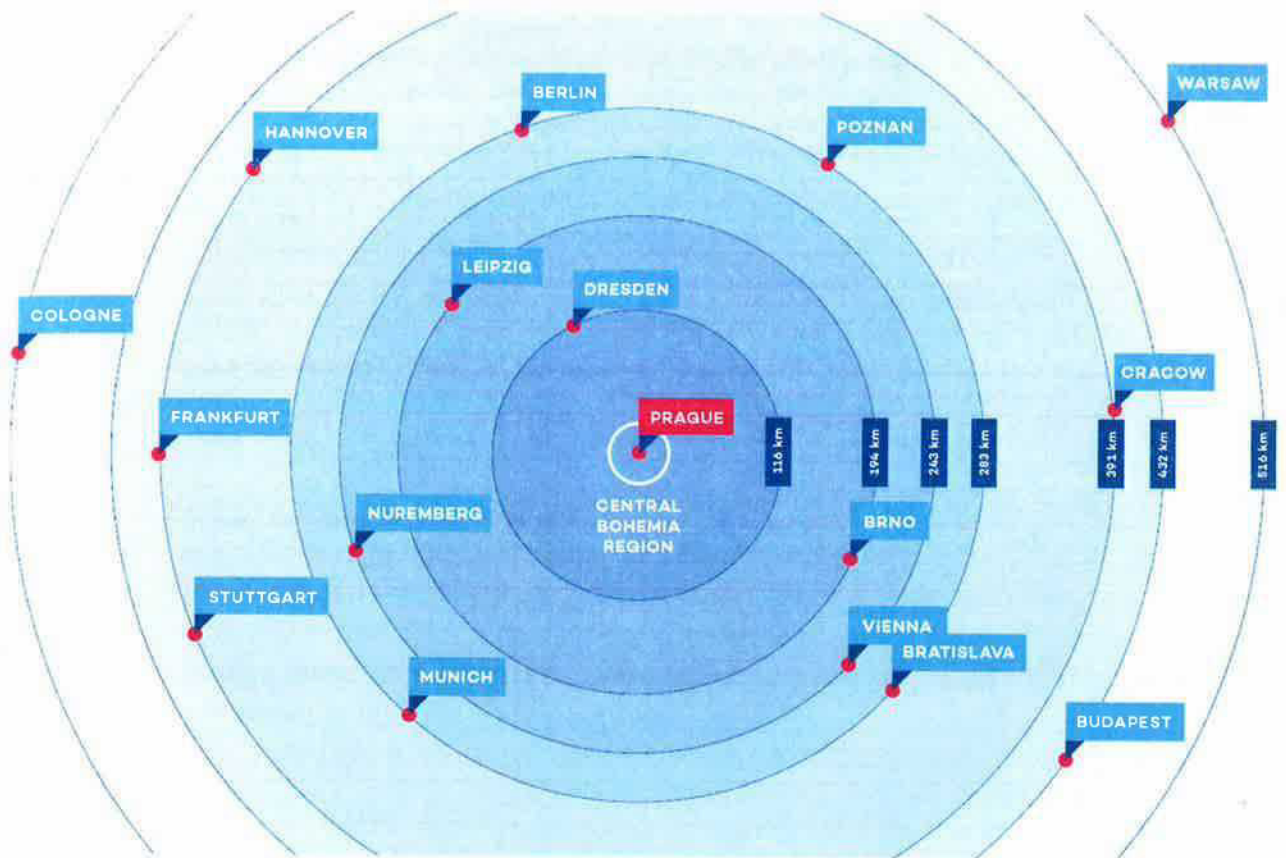 WARSAW
BERLIN
POZNAN
HANNOVER
LEIPZIG
DRESDEN
COLOGNE
CRACOW
FRANKFURT
PRAGUE
116 km
194 km
243 km
283 km
391 km
432 km
516 km
CENTRAL
BOHEMIA
REGION
NUREMBERG
BRNO
STUTTGART
VIENNA
BRATISLAVA
MUNICH
BUDAPEST